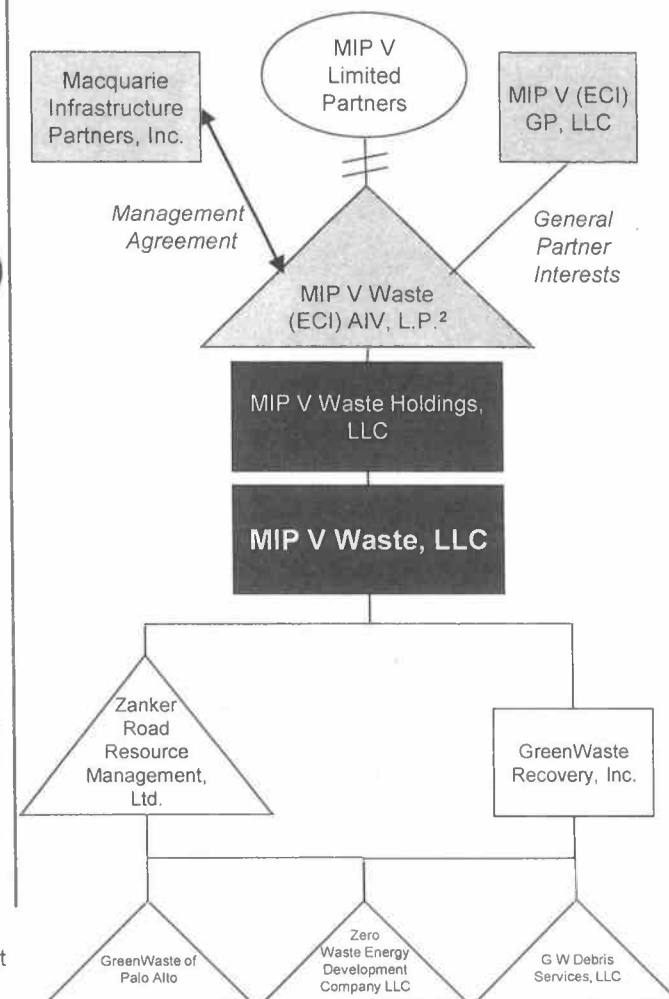 MIP V
Limited
Partners
Macquarie
Infrastructure
Partners, Inc.
MIP V (ECI)
GP, LLC
Management
Agreement
General
Partner
Interests
MIP V Waste
(ECI) AIV, L.P.²
MIP V Waste Holdings,
LLC
MIP V Waste, LLC
Zanker
Road
Resource
Management,
Ltd.
GreenWaste
Recovery, Inc.
GreenWaste of
Palo Alto
Zero
Waste Energy
Development
Company LLC
G W Debris
Services, LLC